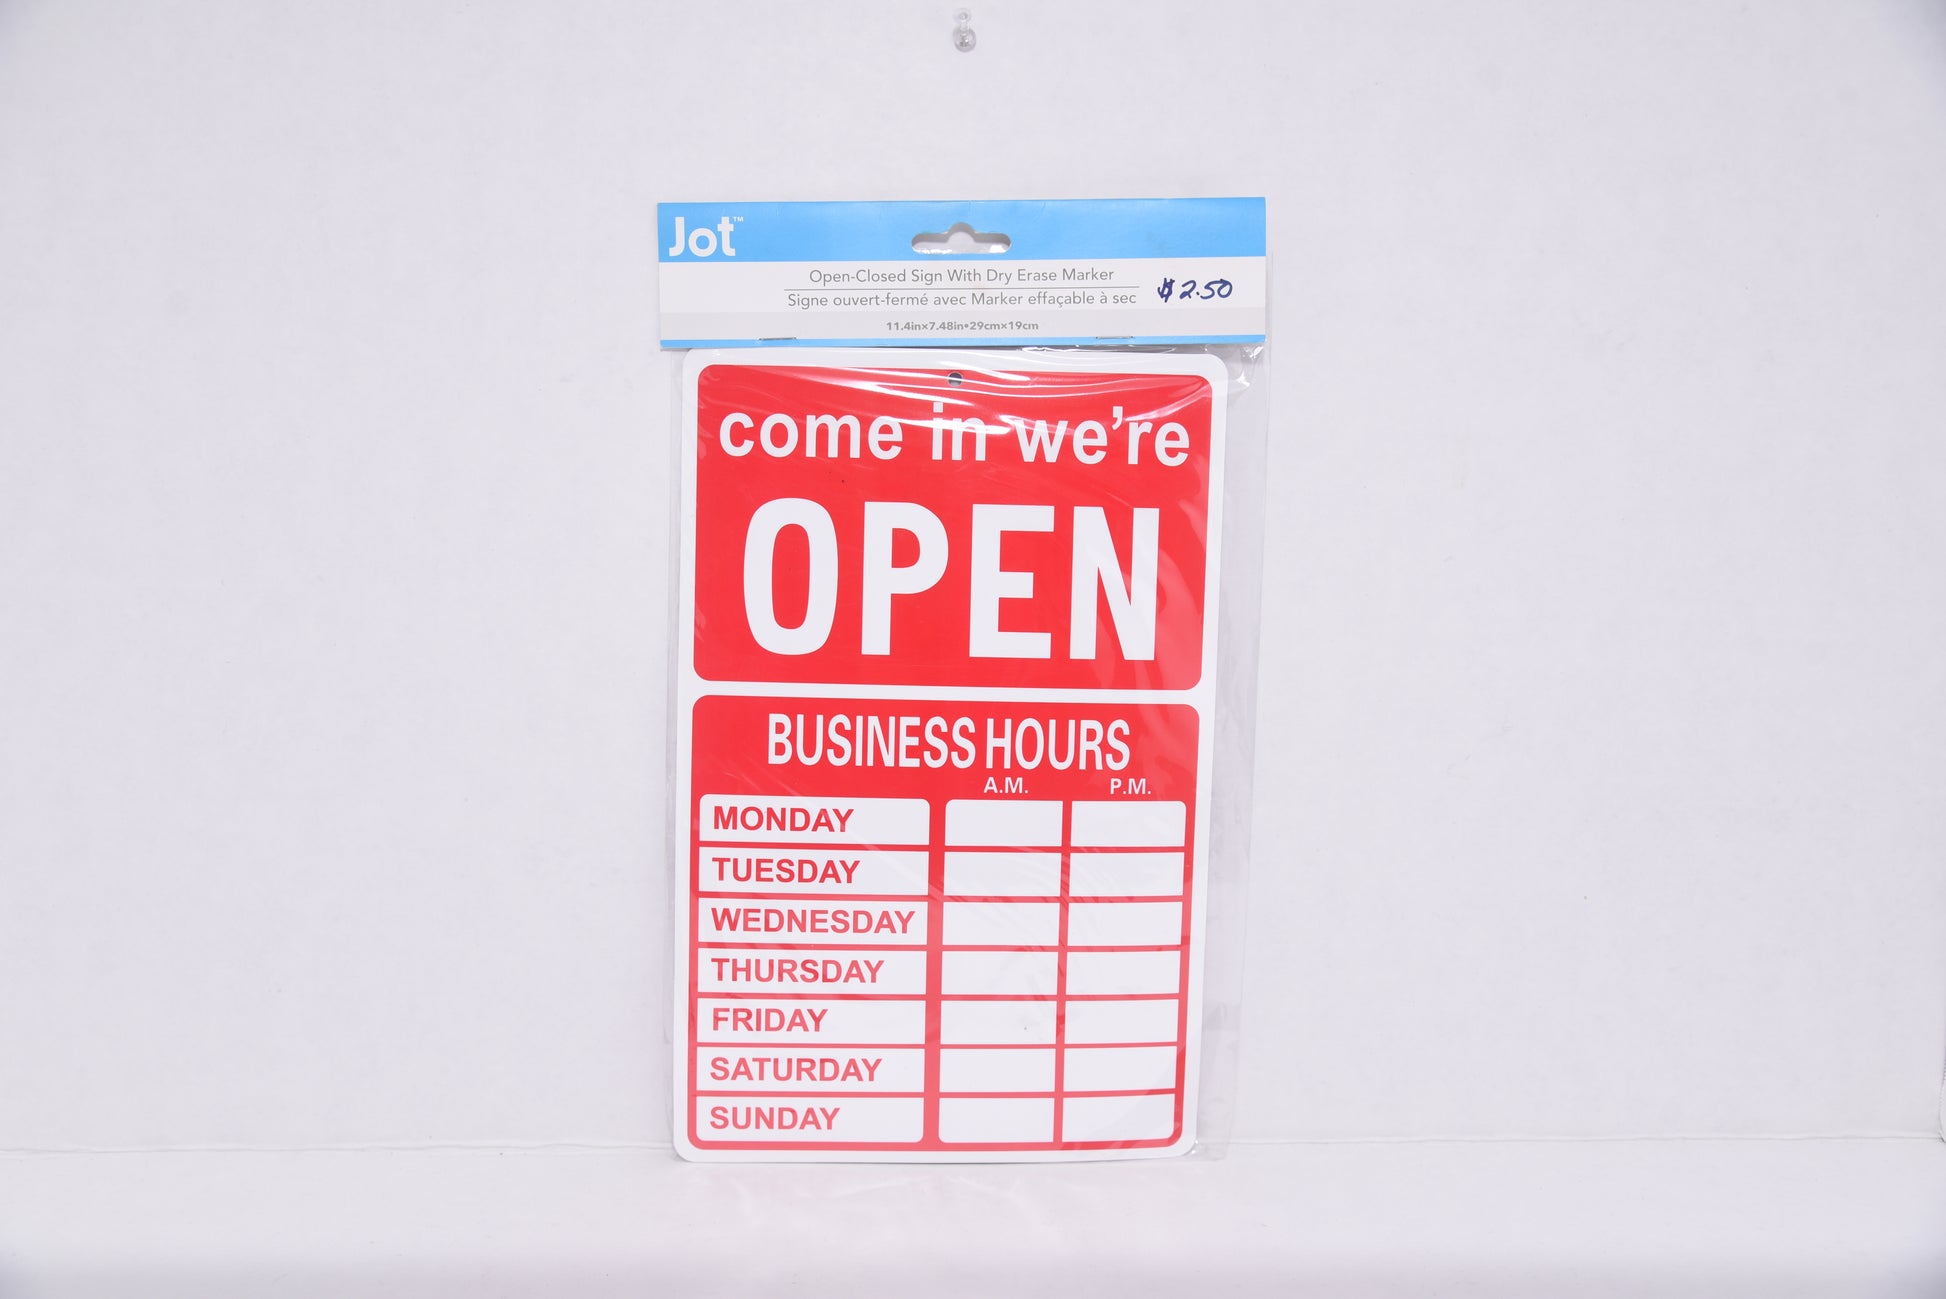 Jot™
Open-Closed Sign With Dry Erase Marker
Signe ouvert-fermé avec Marker effaçable à sec
$2.50
11.4in×7.48in•29cm×19cm
come in we're
OPEN
BUSINESS HOURS
A.M. P.M.
MONDAY
TUESDAY
WEDNESDAY
THURSDAY
FRIDAY
SATURDAY
SUNDAY